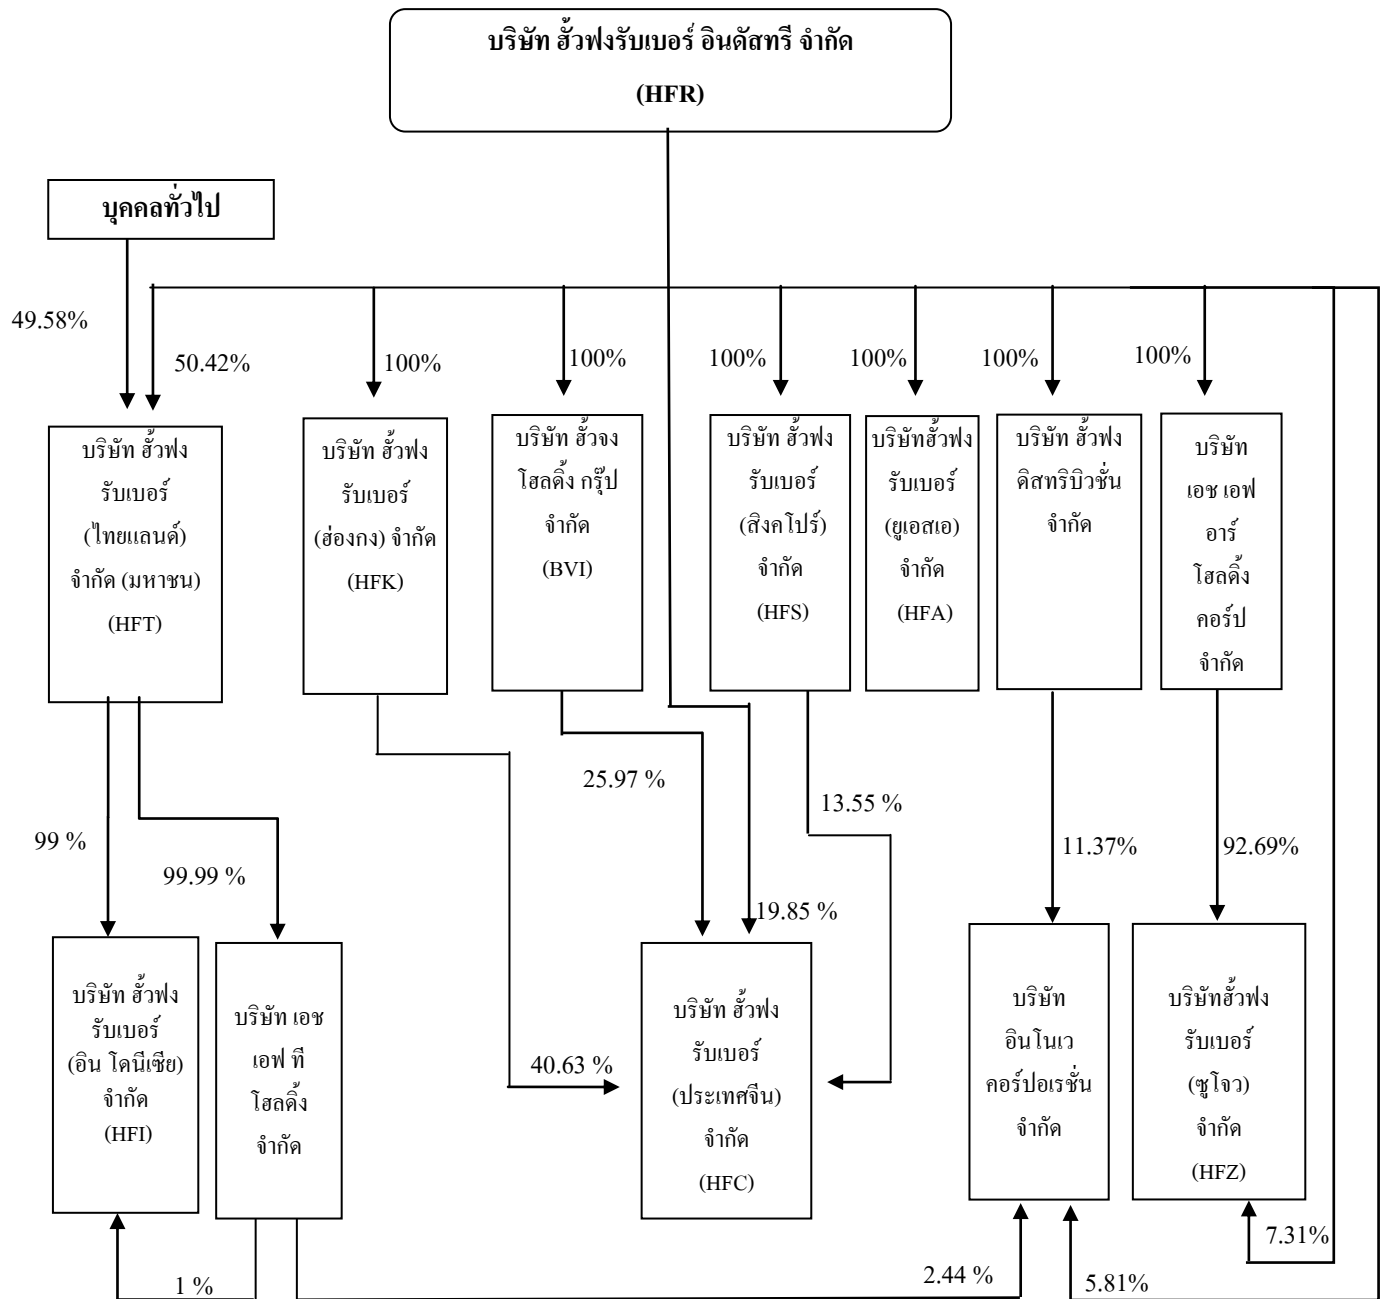 บริษัท ฮั้วฟงรับเบอร์ อินดัสทรี จำกัด
(HFR)
บุคคลทั่วไป
49.58%
50.42%
100%
100%
100%
100%
100%
100%
บริษัท ฮั้วฟง
รับเบอร์
(ไทยแลนด์)
จำกัด (มหาชน)
(HFT)
บริษัท ฮั้วฟง
รับเบอร์
(ฮ่องกง) จำกัด
(HFK)
บริษัท ฮั้วจง
โฮลดิ้ง กรุ๊ป
จำกัด
(BVI)
บริษัท ฮั้วฟง
รับเบอร์
(สิงคโปร์)
จำกัด
(HFS)
บริษัทฮั้วฟง
รับเบอร์
(ยูเอสเอ)
จำกัด
(HFA)
บริษัท ฮั้วฟง
ดิสทริบิวชั่น
จำกัด
บริษัท
เอช เอฟ
อาร์
โฮลดิ้ง
คอร์ป
จำกัด
99 %
99.99 %
25.97 %
13.55 %
11.37%
92.69%
19.85 %
40.63 %
บริษัท ฮั้วฟง
รับเบอร์
(อิน โดนีเซีย)
จำกัด
(HFI)
บริษัท เอช
เอฟ ที
โฮลดิ้ง
จำกัด
บริษัท ฮั้วฟง
รับเบอร์
(ประเทศจีน)
จำกัด
(HFC)
บริษัท
อินโนเว
คอร์ปอเรชั่น
จำกัด
บริษัทฮั้วฟง
รับเบอร์
(ซูโจว)
จำกัด
(HFZ)
1 %
2.44 %
5.81%
7.31%